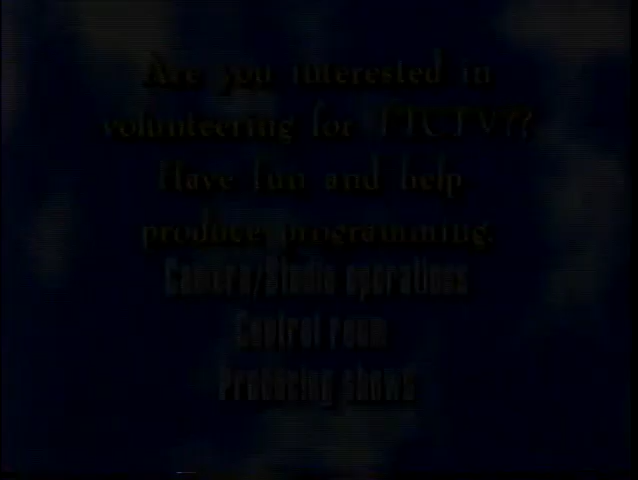 Are you interested in
volunteering for TTCTV??
Have fun and help
produce programming.
Camera/Studio operations
Control room
Producing shows